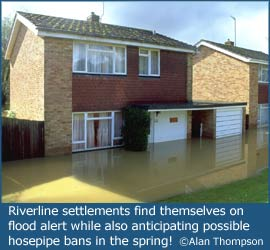 Riverline settlements find themselves on
flood alert while also anticipating possible
hosepipe bans in the spring! ©Alan Thompson